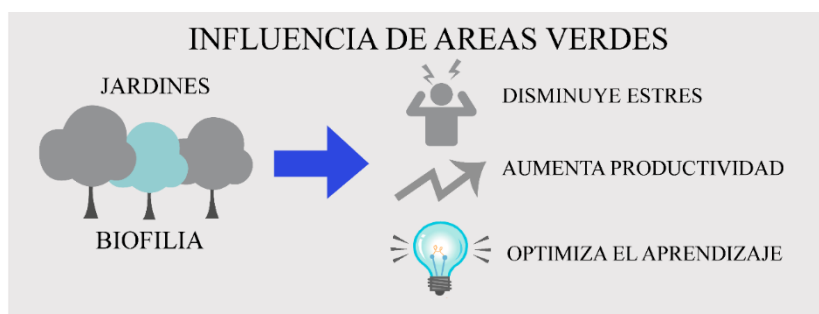 INFLUENCIA DE AREAS VERDES
JARDINES
BIOFILIA
DISMINUYE ESTRES
AUMENTA PRODUCTIVIDAD
OPTIMIZA EL APRENDIZAJE